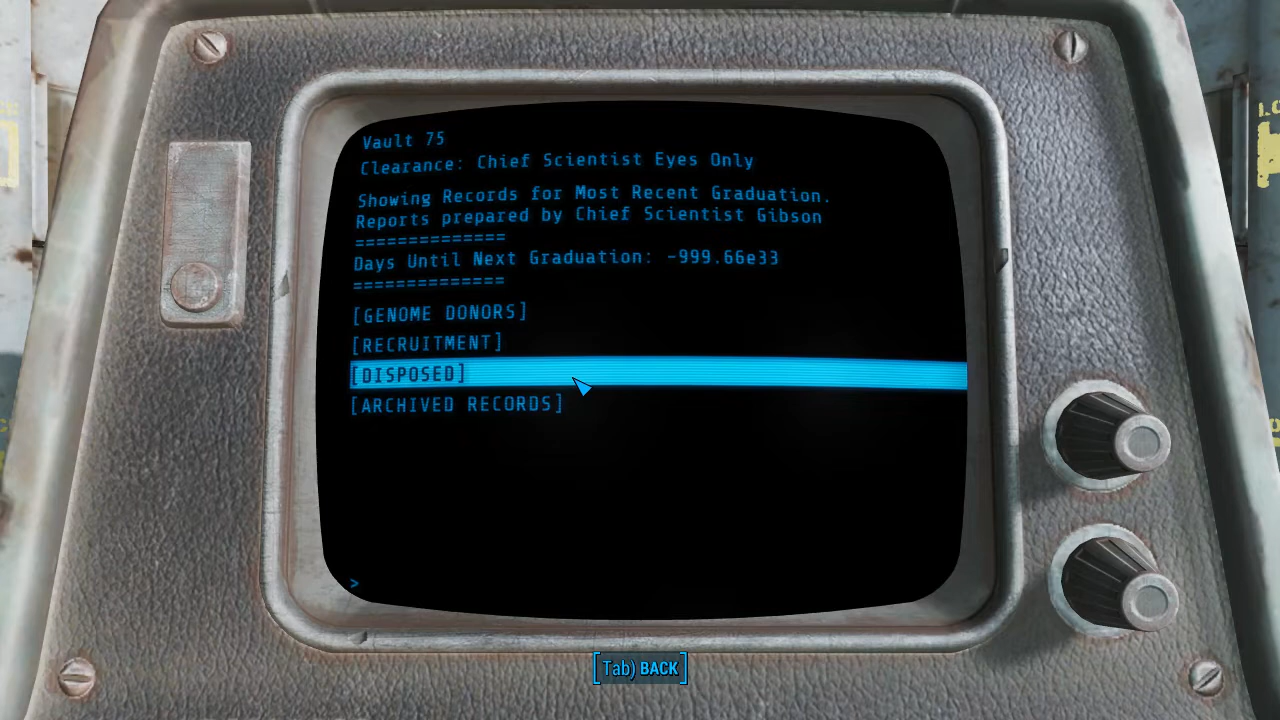 Vault 75
Clearance: Chief Scientist Eyes Only
Showing Records for Most Recent Graduation.
Reports prepared by Chief Scientist Gibson
==============
Days Until Next Graduation: -999.66e33
==============
[GENOME DONORS]
[RECRUITMENT]
[DISPOSED]
[ARCHIVED RECORDS]
>
[Tab) BACK]